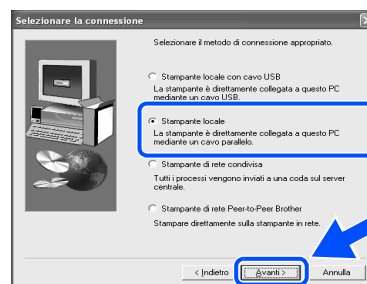 Selezionare la connessione
Selezionare il metodo di connessione appropriato.
Stampante locale con cavo USB
La stampante è direttamente collegata a questo PC
mediante un cavo USB.
Stampante locale
La stampante è direttamente collegata a questo PC
mediante un cavo parallelo.
Stampante di rete condivisa
Tutti i processi vengono inviati a una coda sul server
centrale.
Stampante di rete Peer-to-Peer Brother
Stampare direttamente sulla stampante in rete.
< Indietro Avanti > Annulla